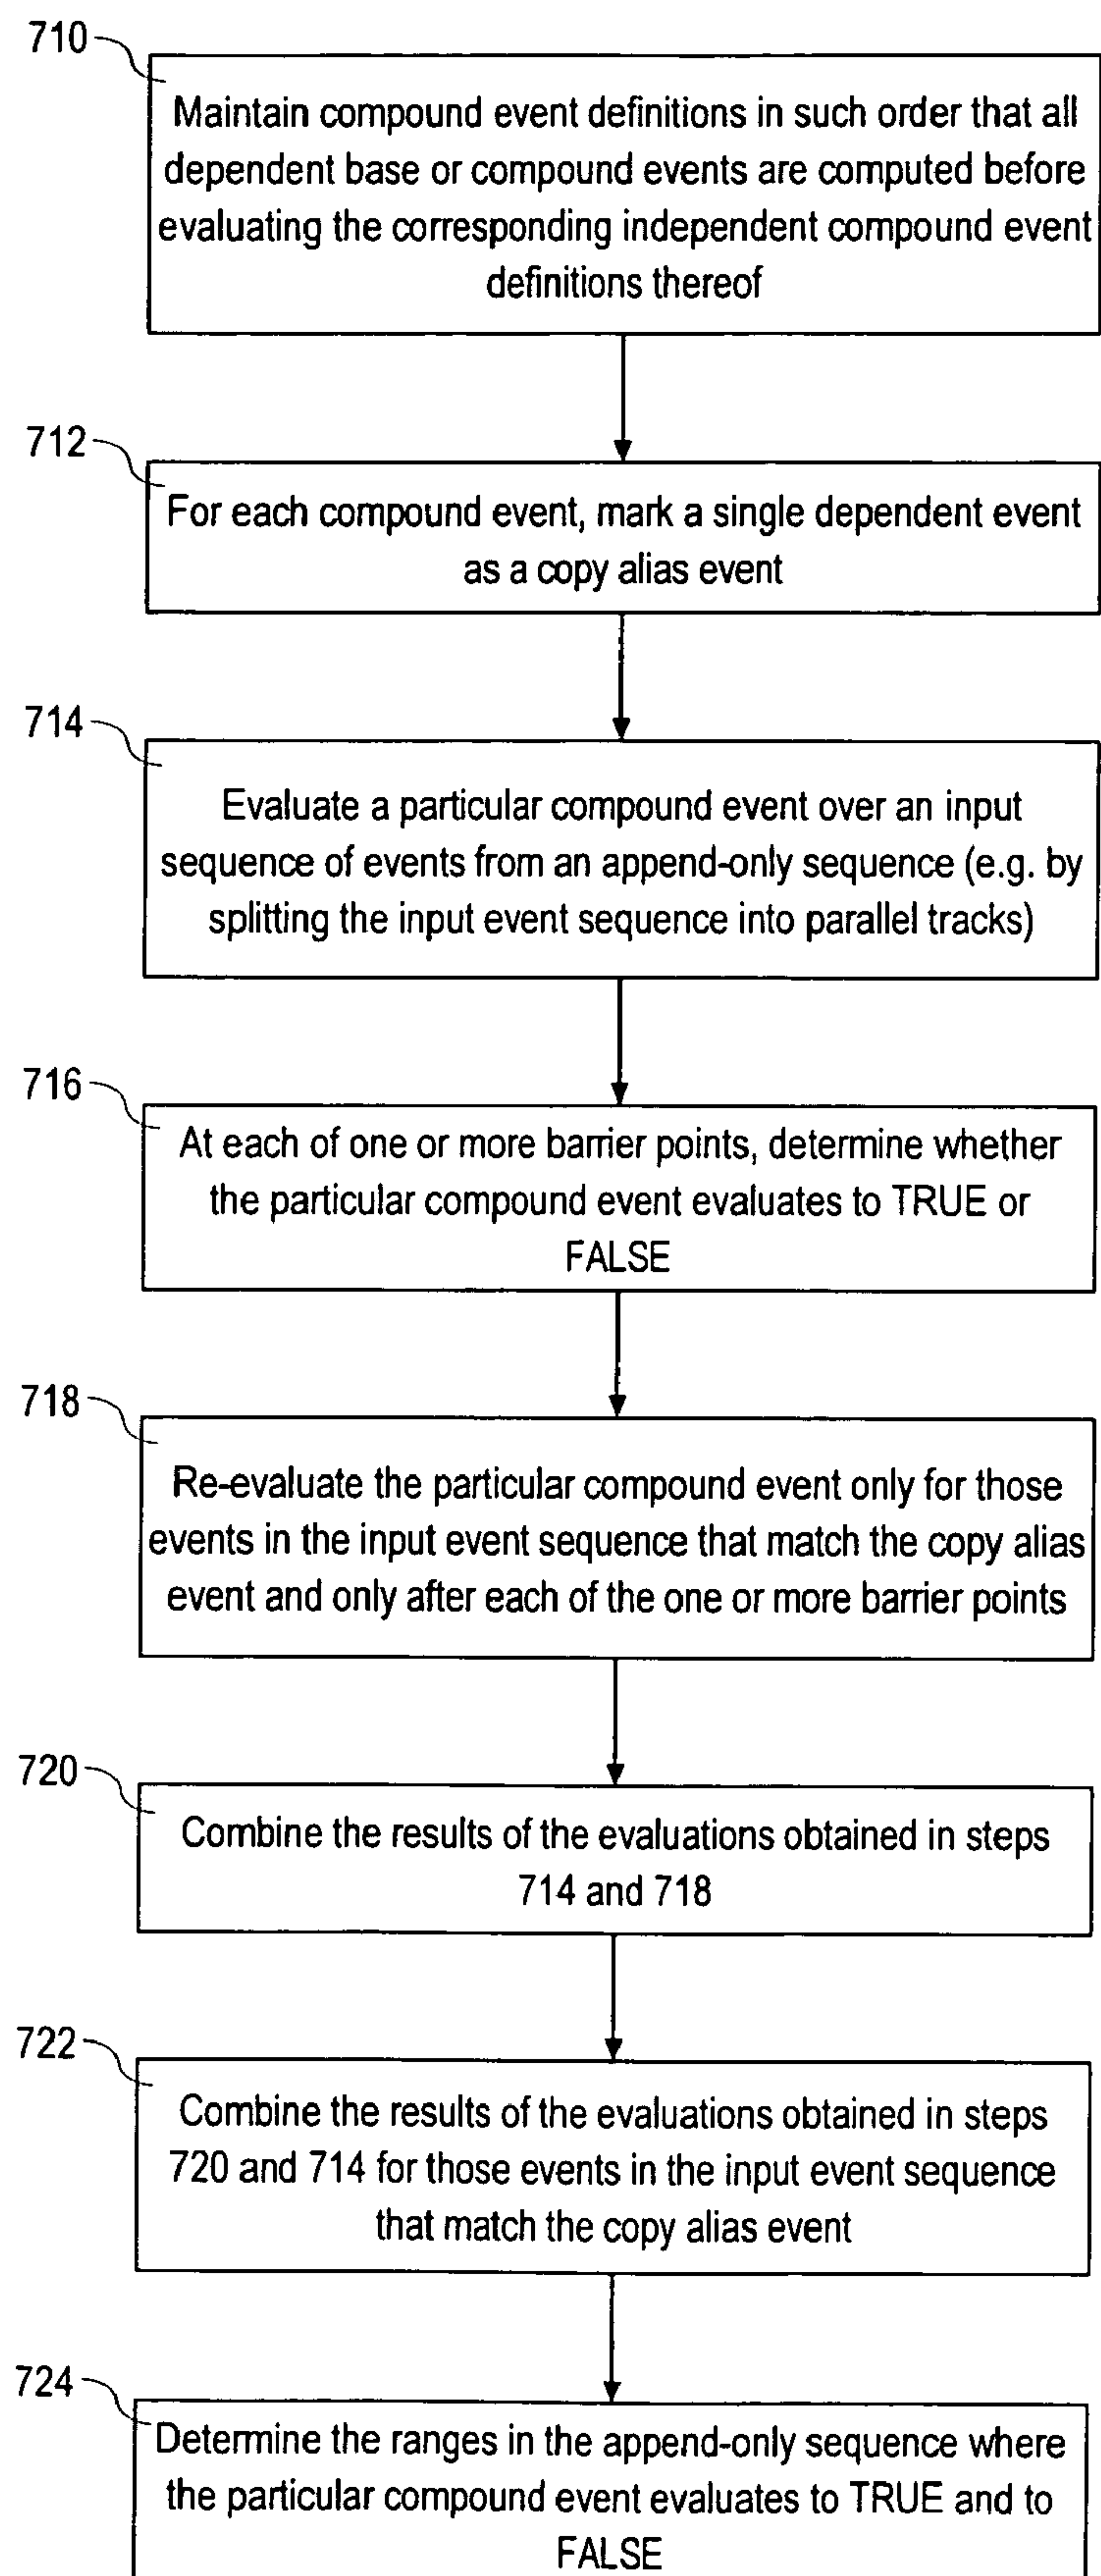 710
Maintain compound event definitions in such order that all
dependent base or compound events are computed before
evaluating the corresponding independent compound event
definitions thereof
712
For each compound event, mark a single dependent event
as a copy alias event
714
Evaluate a particular compound event over an input
sequence of events from an append-only sequence (e.g. by
splitting the input event sequence into parallel tracks)
716
At each of one or more barrier points, determine whether
the particular compound event evaluates to TRUE or
FALSE
718
Re-evaluate the particular compound event only for those
events in the input event sequence that match the copy alias
event and only after each of the one or more barrier points
720
Combine the results of the evaluations obtained in steps
714 and 718
722
Combine the results of the evaluations obtained in steps
720 and 714 for those events in the input event sequence
that match the copy alias event
724
Determine the ranges in the append-only sequence where
the particular compound event evaluates to TRUE and to
FALSE